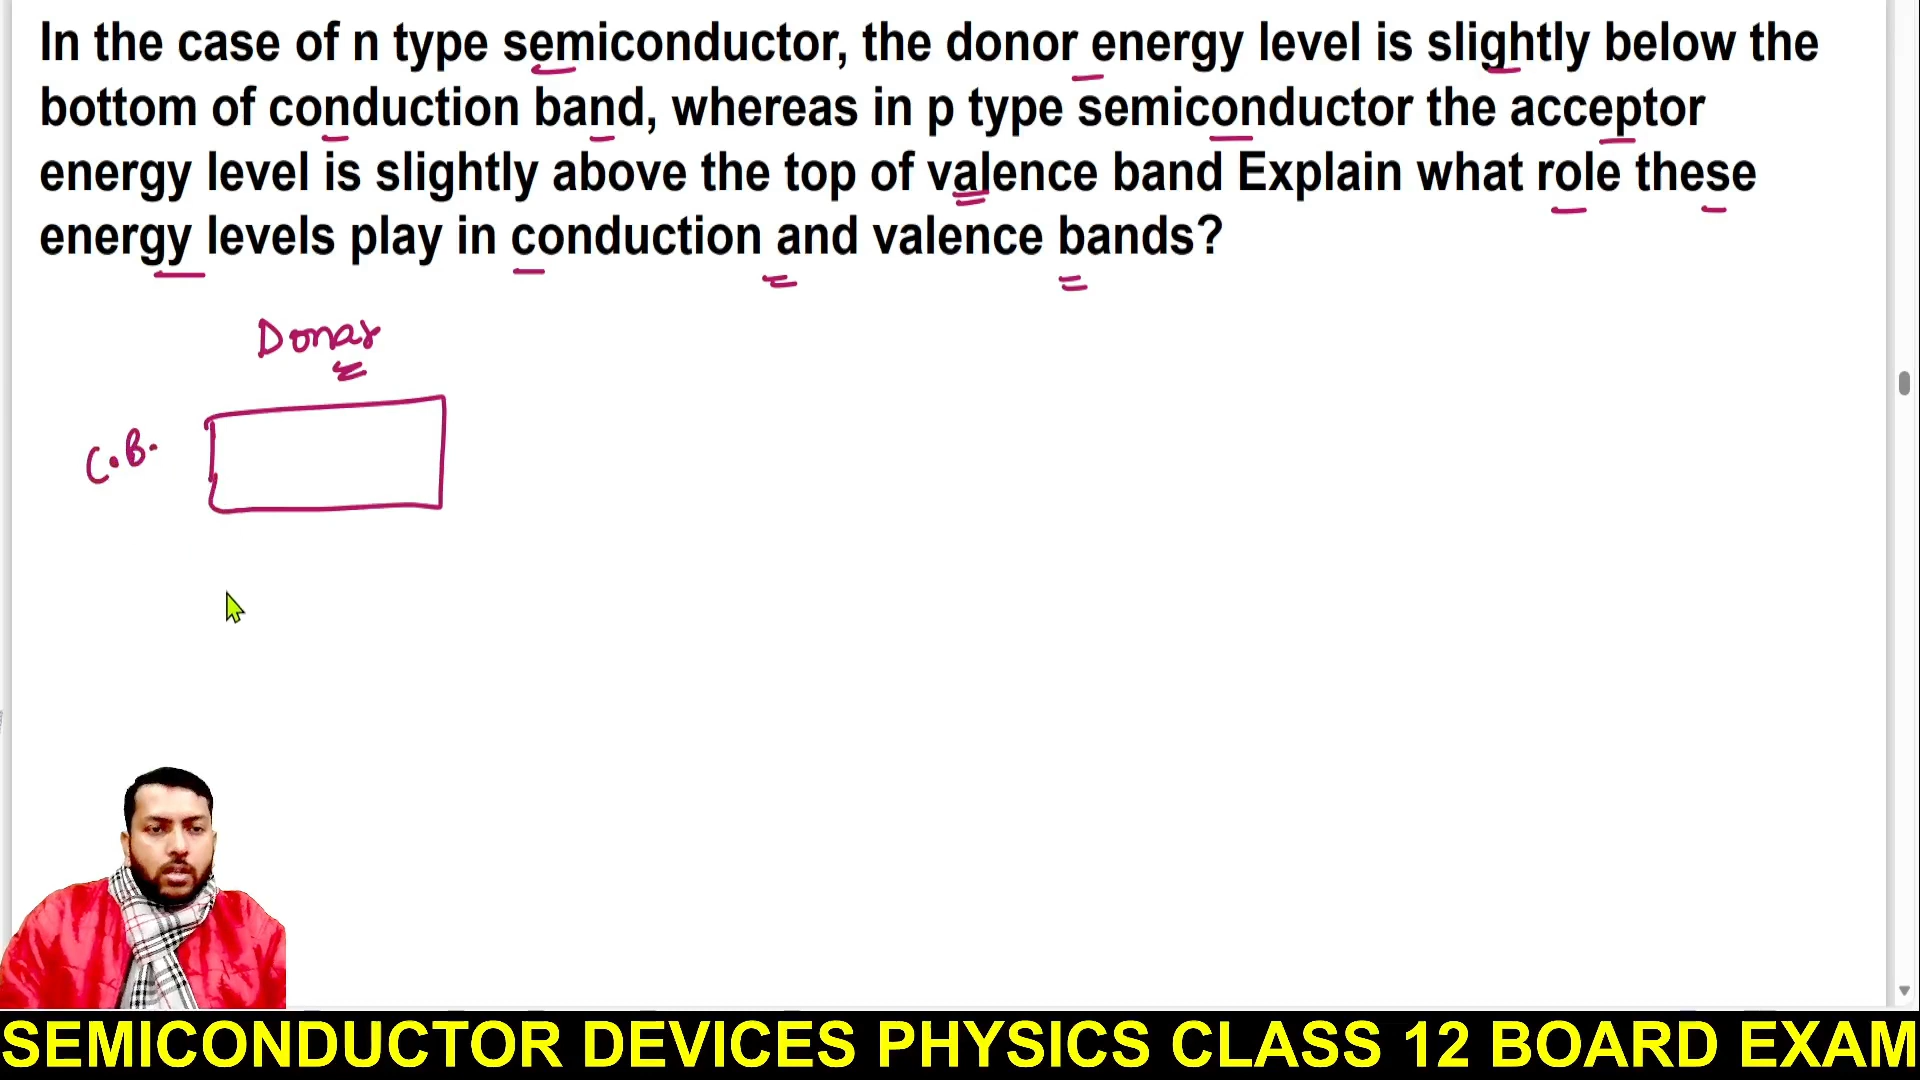 In the case of n type semiconductor, the donor energy level is slightly below the
bottom of conduction band, whereas in p type semiconductor the acceptor
energy level is slightly above the top of valence band Explain what role these
energy levels play in conduction and valence bands?
Donar
C.B.
SEMICONDUCTOR DEVICES PHYSICS CLASS 12 BOARD EXAM